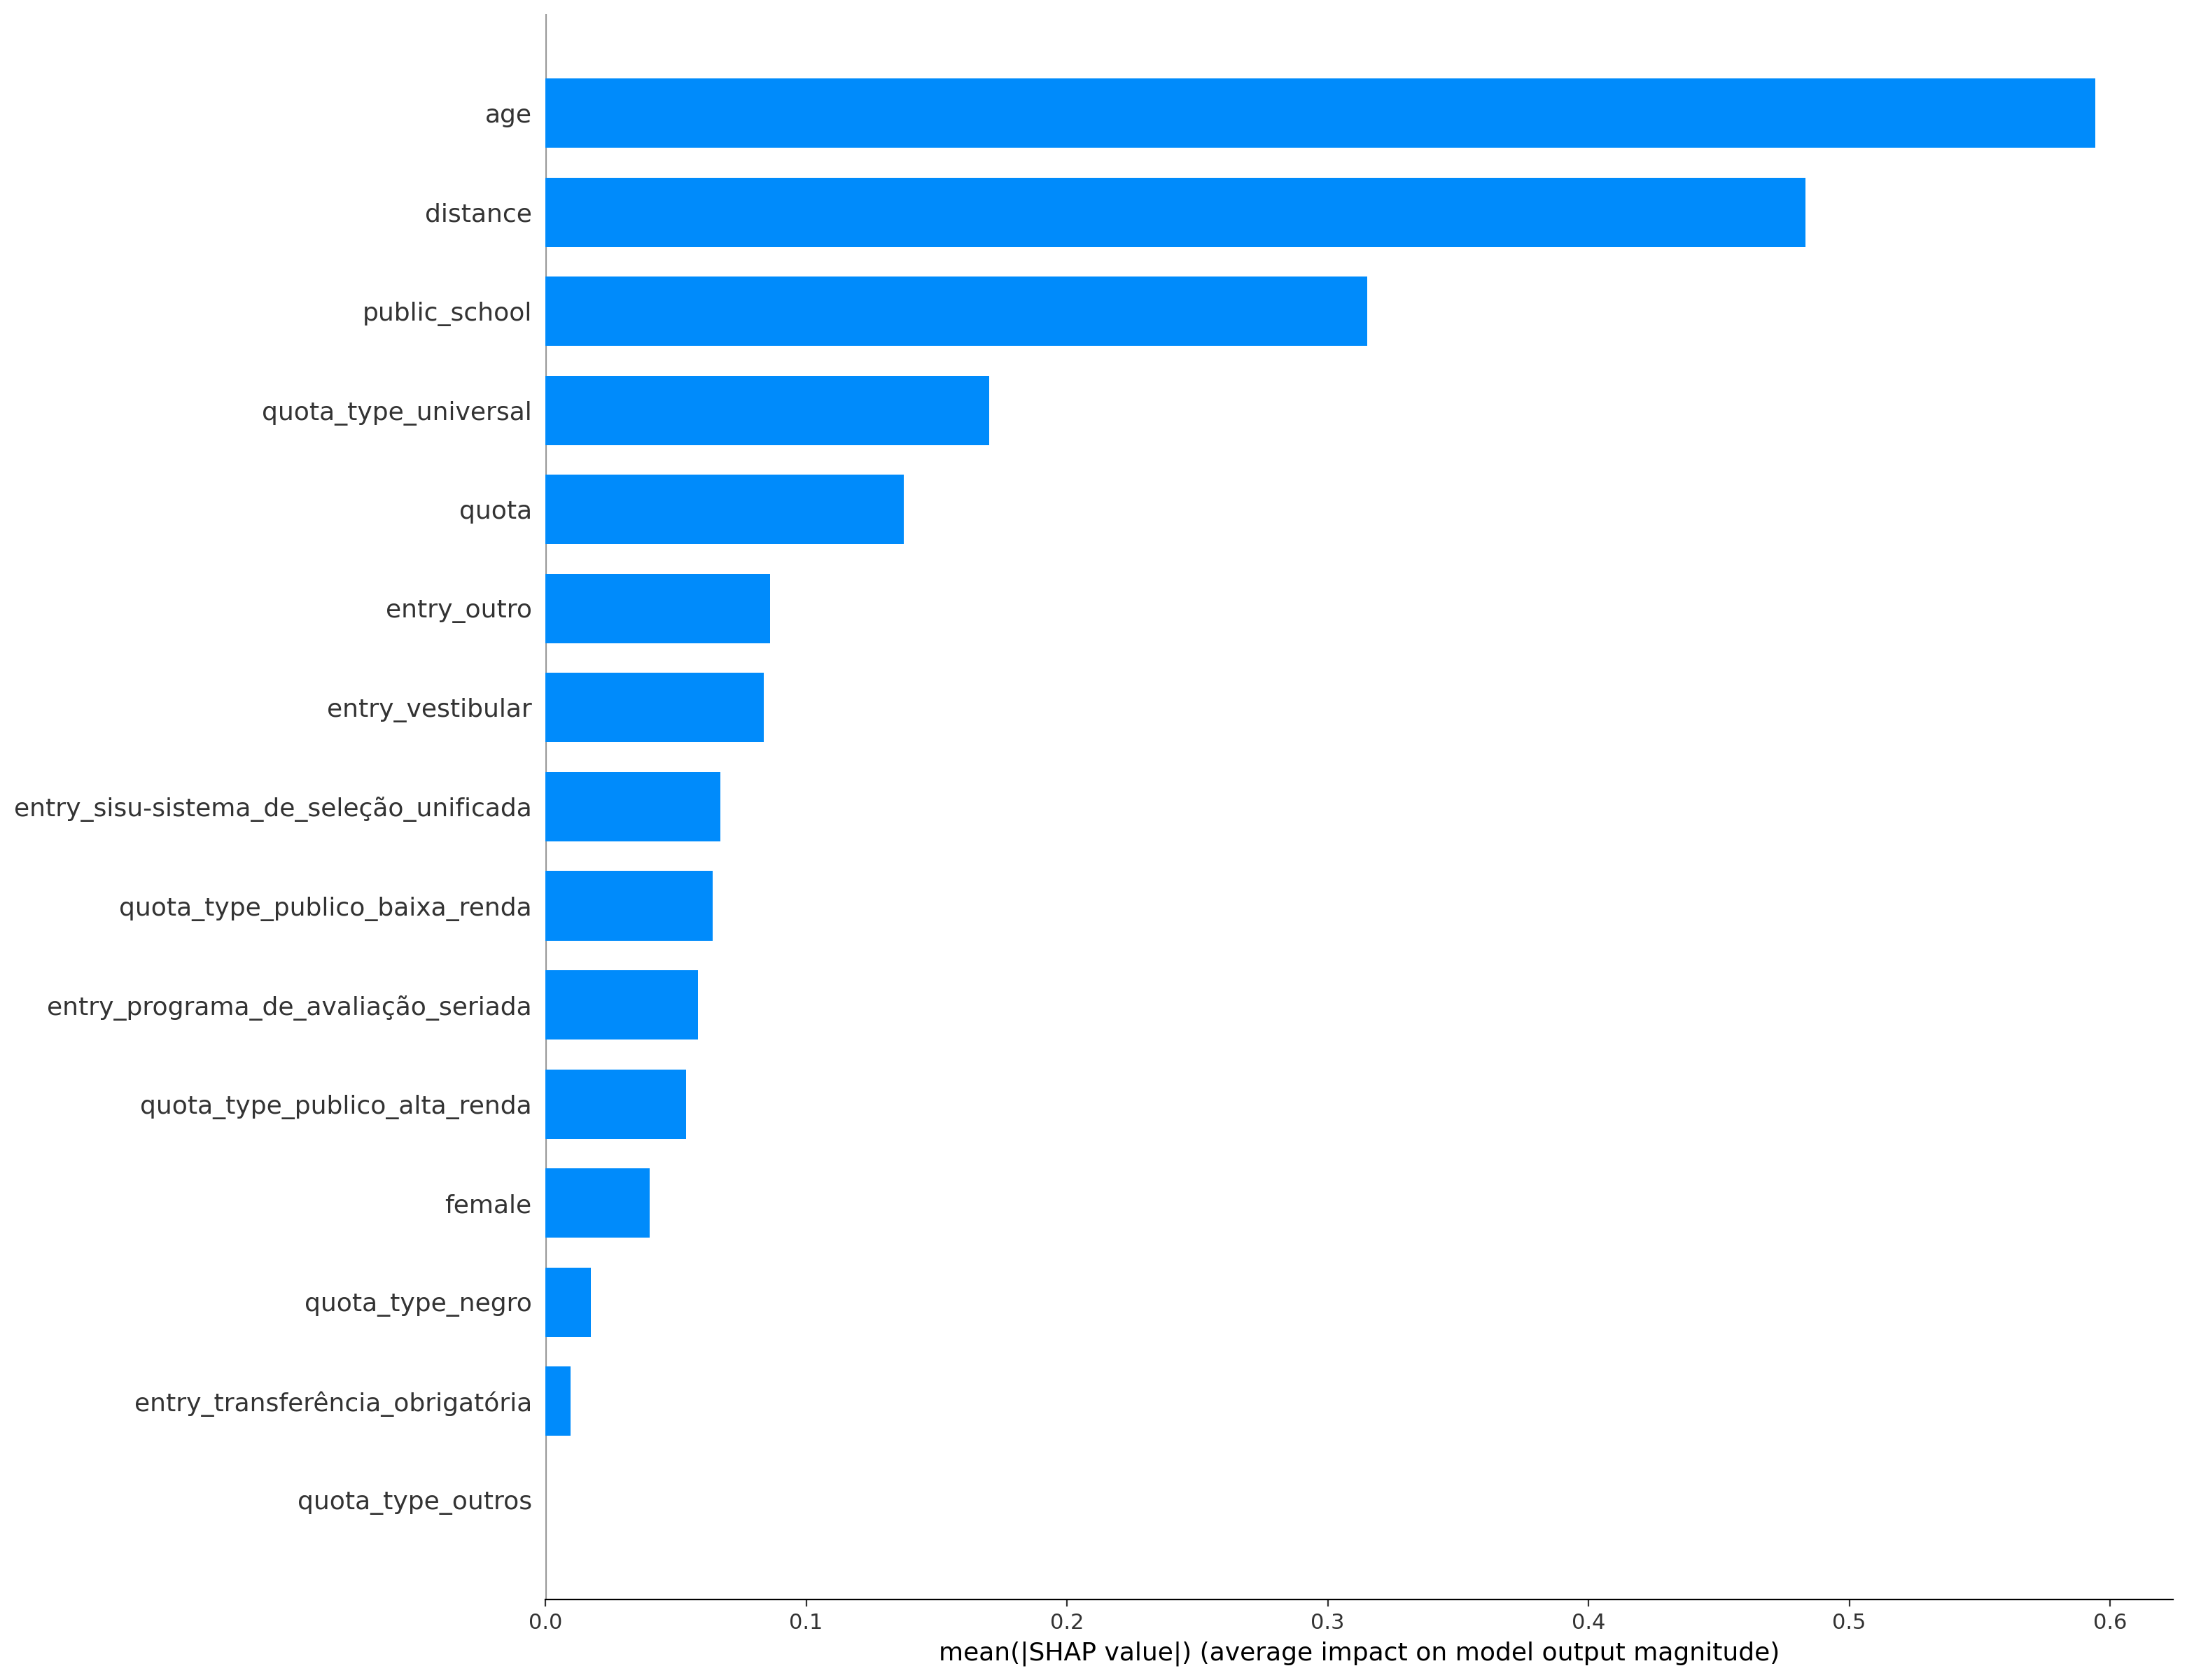 age
distance
public_school
quota_type_universal
quota
entry_outro
entry_vestibular
entry_sisu-sistema_de_seleção_unificada
quota_type_publico_baixa_renda
entry_programa_de_avaliação_seriada
quota_type_publico_alta_renda
female
quota_type_negro
entry_transferência_obrigatória
quota_type_outros
0.0 0.1 0.2 0.3 0.4 0.5 0.6
mean(|SHAP value|) (average impact on model output magnitude)